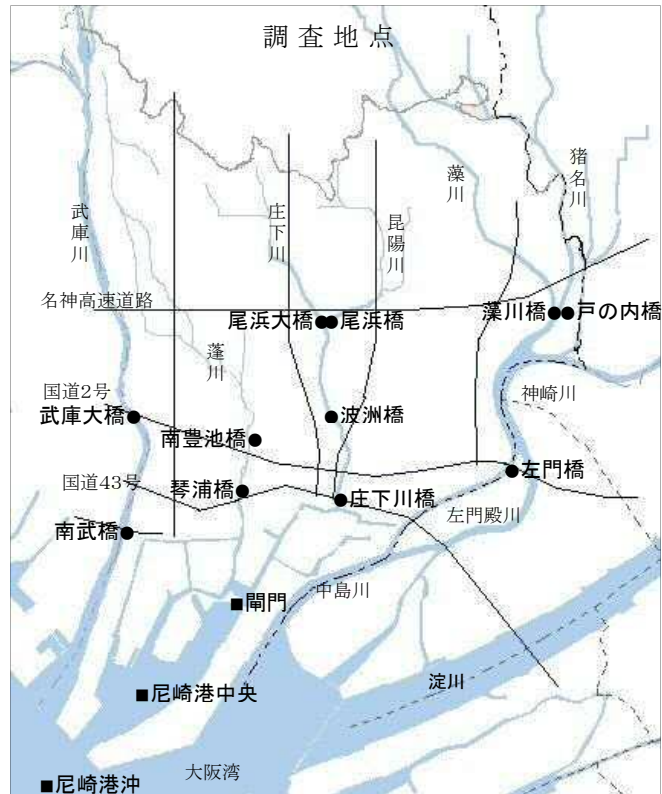 調査地点
猪名川
藻川
武庫川
庄下川
昆陽川
名神高速道路
尾浜大橋
尾浜橋
藻川橋
戸の内橋
蓬川
国道2号
武庫大橋
南豊池橋
波洲橋
神崎川
左門橋
国道43号
琴浦橋
庄下川橋
左門殿川
南武橋
中島川
閘門
淀川
尼崎港中央
大阪湾
尼崎港沖